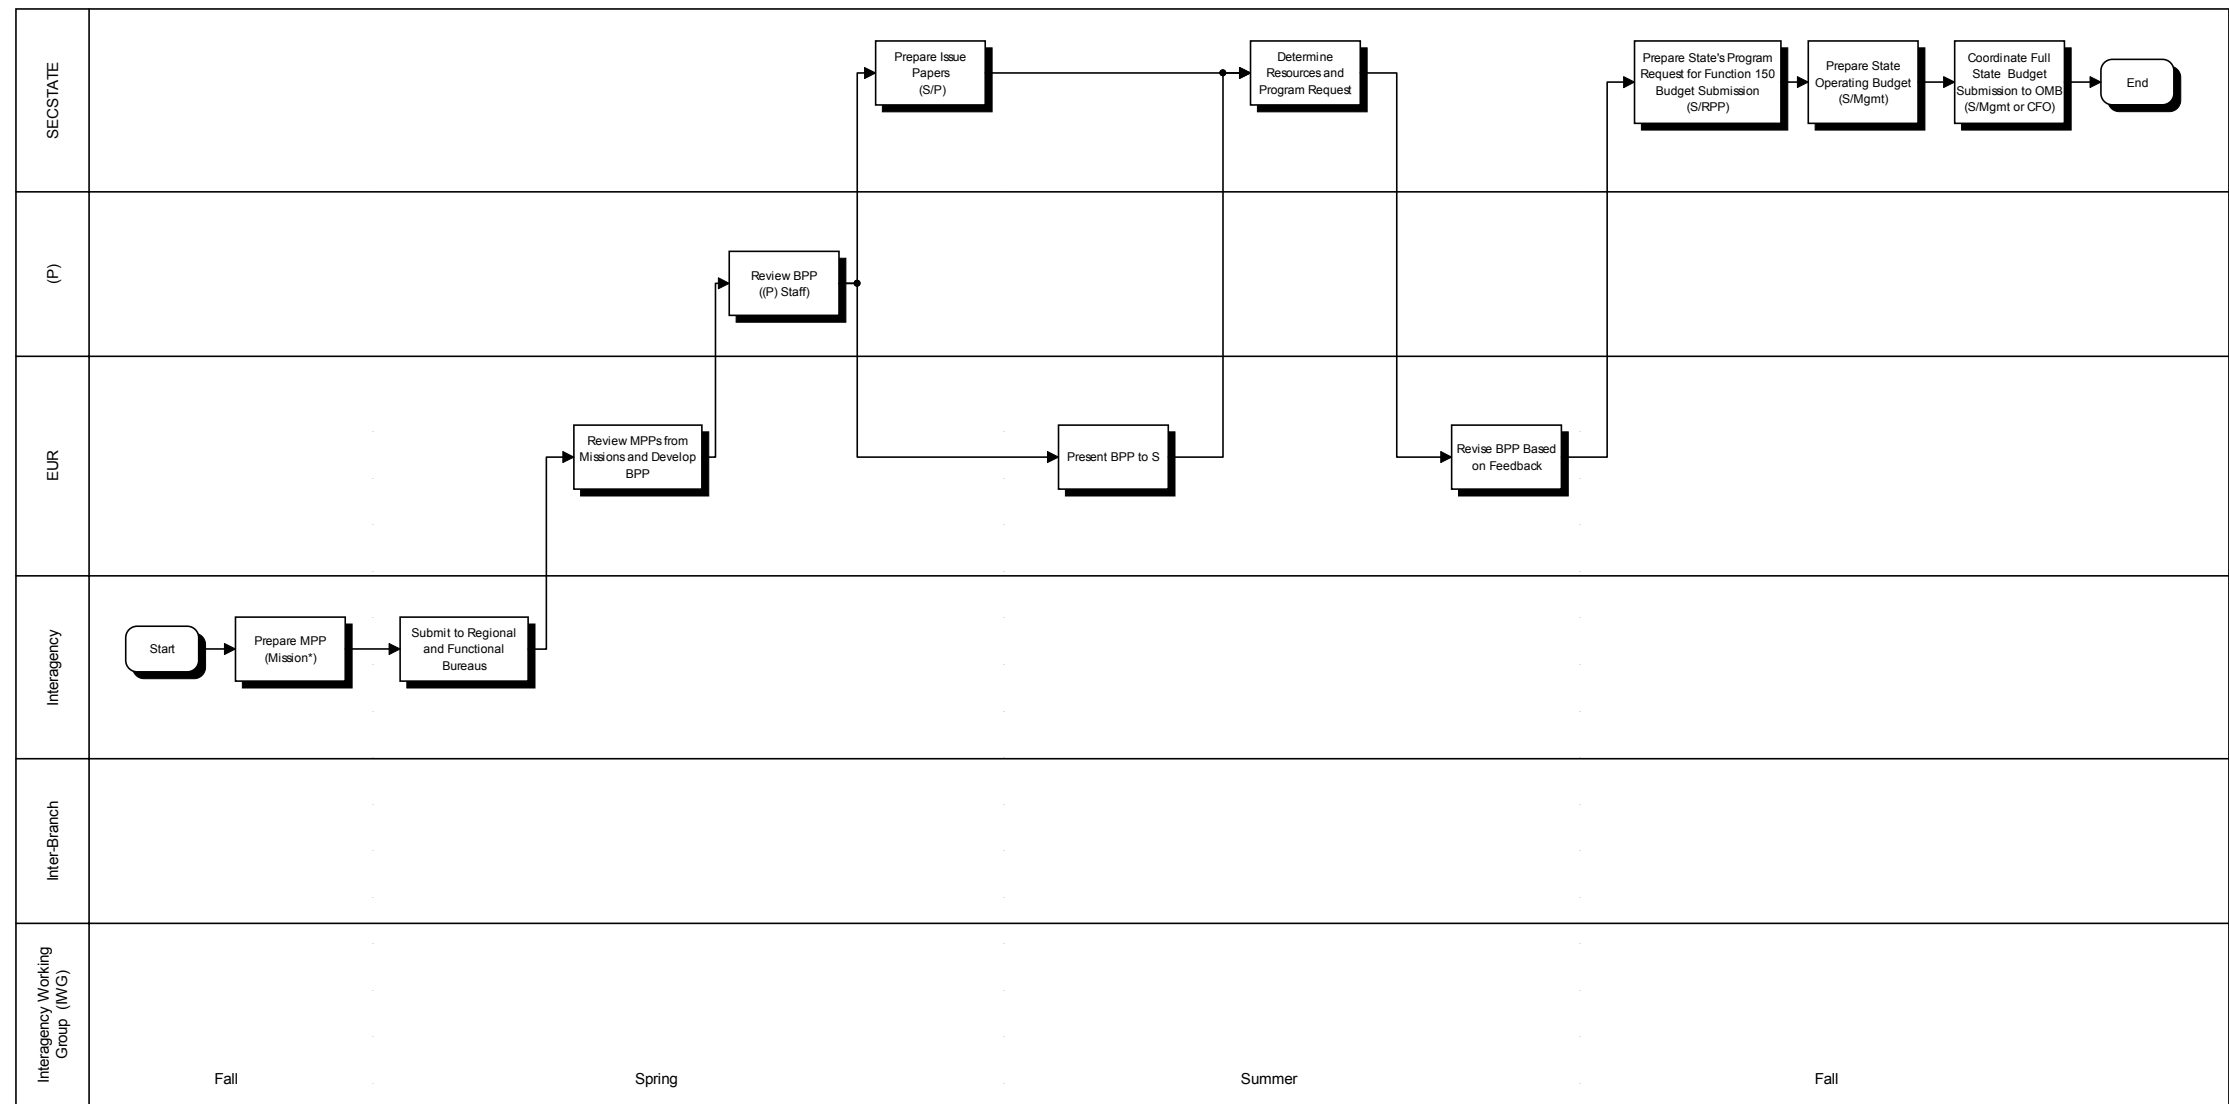 SECSTATE
Prepare Issue
Papers
(S/P)
Determine
Resources and
Program Request
Prepare State's Program
Request for Function 150
Budget Submission
(S/RPP)
Prepare State
Operating Budget
(S/Mgmt)
Coordinate Full
State Budget
Submission to OMB
(S/Mgmt or CFO)
End
(P)
Review BPP
((P) Staff)
EUR
Review MPPs from
Missions and Develop
BPP
Present BPP to S
Revise BPP Based
on Feedback
Interagency
Start
Prepare MPP
(Mission*)
Submit to Regional
and Functional
Bureaus
Inter-Branch
Interagency Working
Group (IWG)
Fall
Spring
Summer
Fall